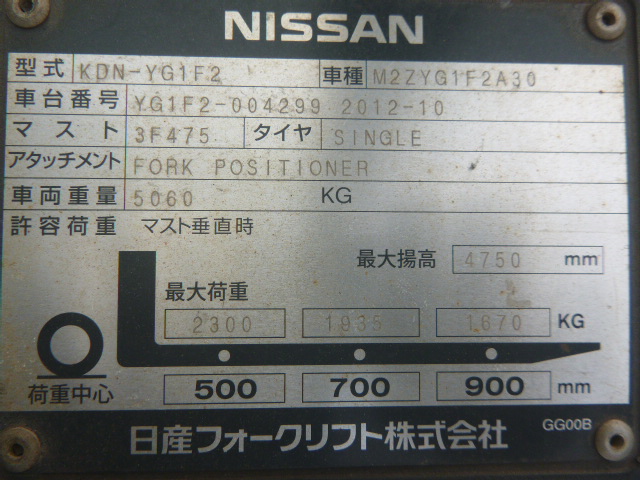 NISSAN
型式 KDN-YG1F2 車種 M2ZYG1F2A30
車台番号 YG1F2-004299 2012-10
マスト 3F475 タイヤ SINGLE
アタッチメント FORK POSITIONER
車両重量 5060 KG
許容荷重 マスト垂直時
最大揚高 4750 mm
最大荷重
2300 1935 1670 KG
荷重中心 500 700 900 mm
日産フォークリフト株式会社 GG00B